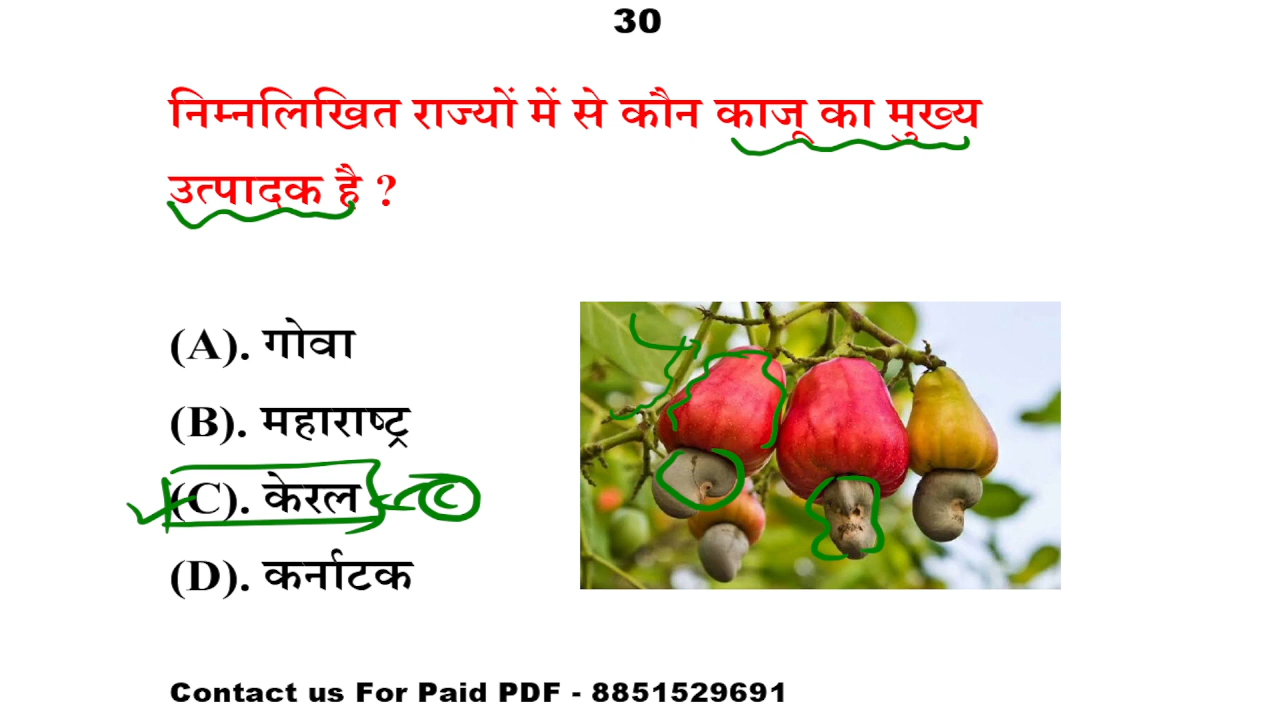 30
निम्नलिखित राज्यों में से कौन काजू का मुख्य
उत्पादक है ?
(A). गोवा
(B). महाराष्ट्र
(C). केरल
C
(D). कर्नाटक
Contact us For Paid PDF - 8851529691